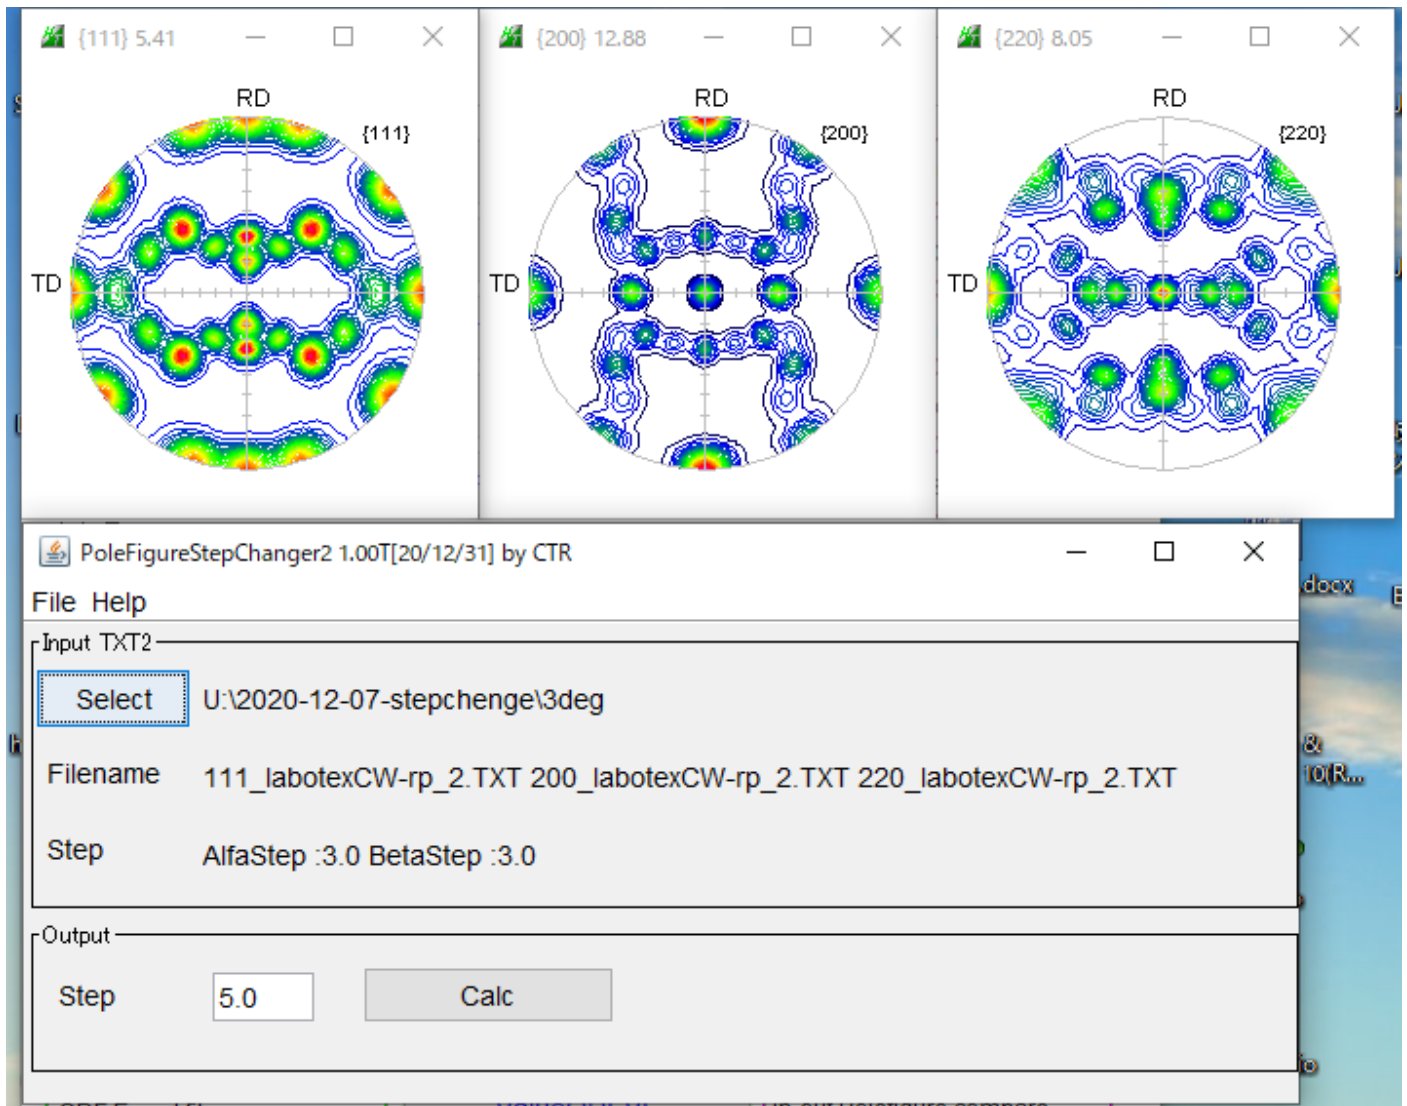 {111} 5.41
{200} 12.88
{220} 8.05
RD
{111}
TD
RD
{200}
TD
RD
{220}
TD
PoleFigureStepChanger2 1.00T[20/12/31] by CTR
File Help
Input TXT2
Select U:\2020-12-07-stepchenge\3deg
Filename 111_labotexCW-rp_2.TXT 200_labotexCW-rp_2.TXT 220_labotexCW-rp_2.TXT
Step AlfaStep :3.0 BetaStep :3.0
Output
Step 5.0 Calc
.docx
&
10(R...